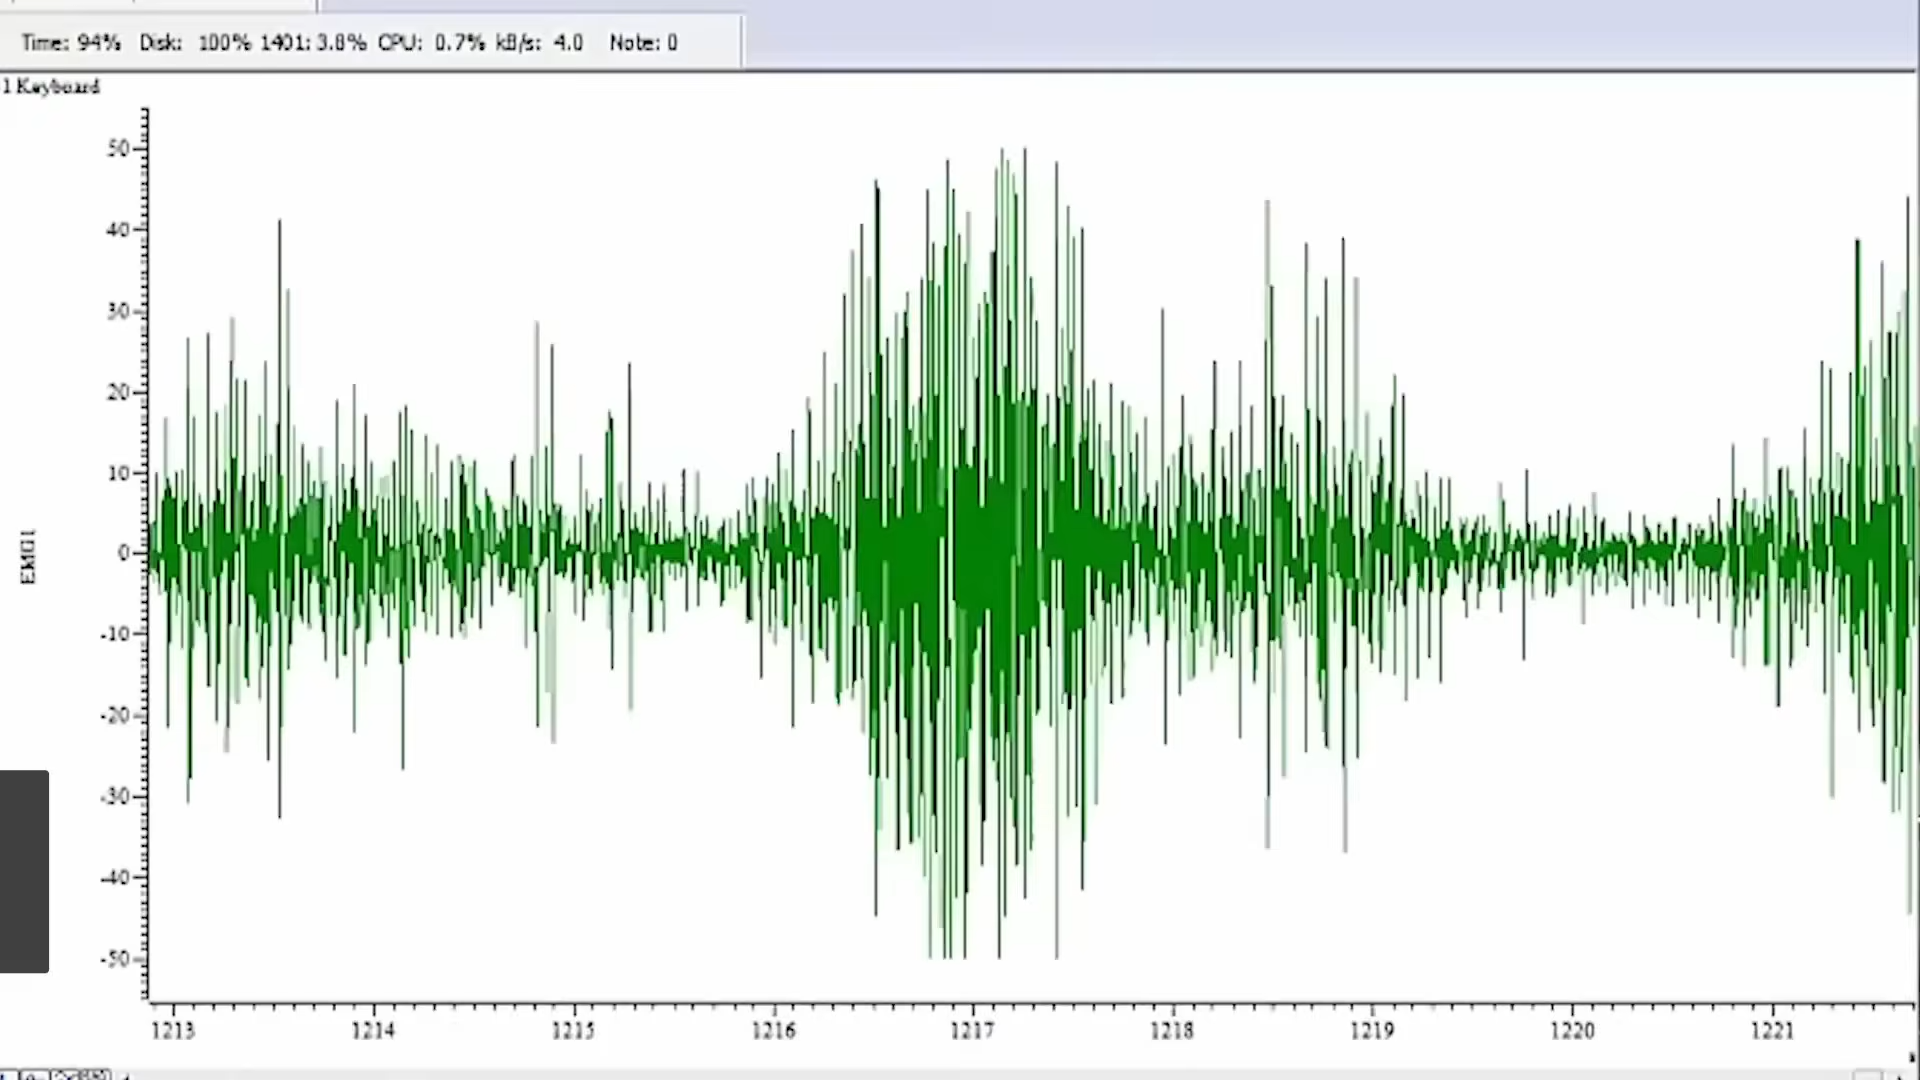 Time: 94% Disk: 100% 1401: 3.8% CPU: 0.7% kB/s: 4.0 Note: 0
1 Keyboard
50
40
30
20
10
0
-10
-20
-30
-40
-50
EMG1
1213 1214 1215 1216 1217 1218 1219 1220 1221